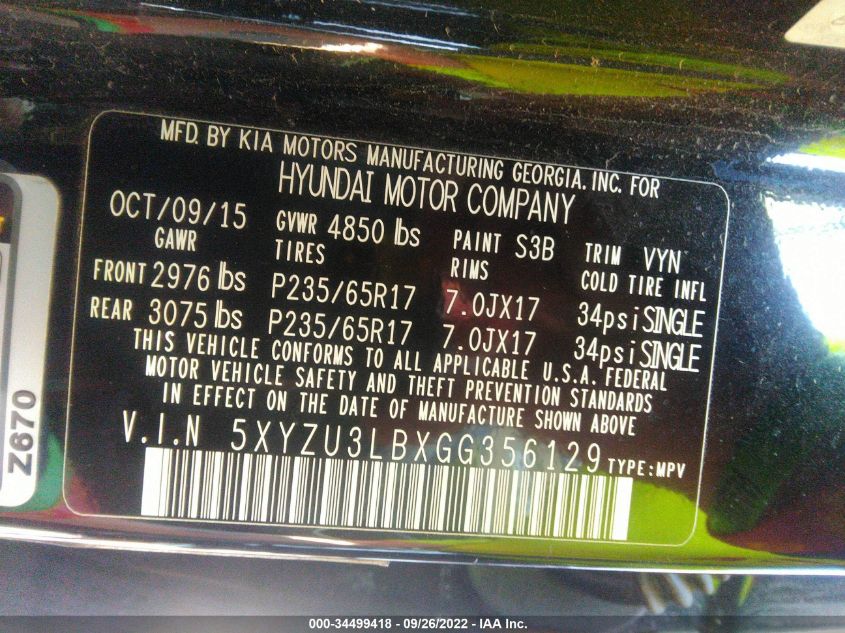 MFD. BY KIA MOTORS MANUFACTURING GEORGIA. INC. FOR
HYUNDAI MOTOR COMPANY
OCT/09/15 GVWR 4850 lbs PAINT S3B TRIM VYN
GAWR TIRES RIMS COLD TIRE INFL
FRONT 2976 lbs P235/65R17 7.0JX17 34psi SINGLE
REAR 3075 lbs P235/65R17 7.0JX17 34psi SINGLE
THIS VEHICLE CONFORMS TO ALL APPLICABLE U.S.A. FEDERAL
MOTOR VEHICLE SAFETY AND THEFT PREVENTION STANDARDS
IN EFFECT ON THE DATE OF MANUFACTURE SHOWN ABOVE
V.I.N 5XYZU3LBXGG356129 TYPE:MPV
Z670
000-34499418 - 09/26/2022 - IAA Inc.